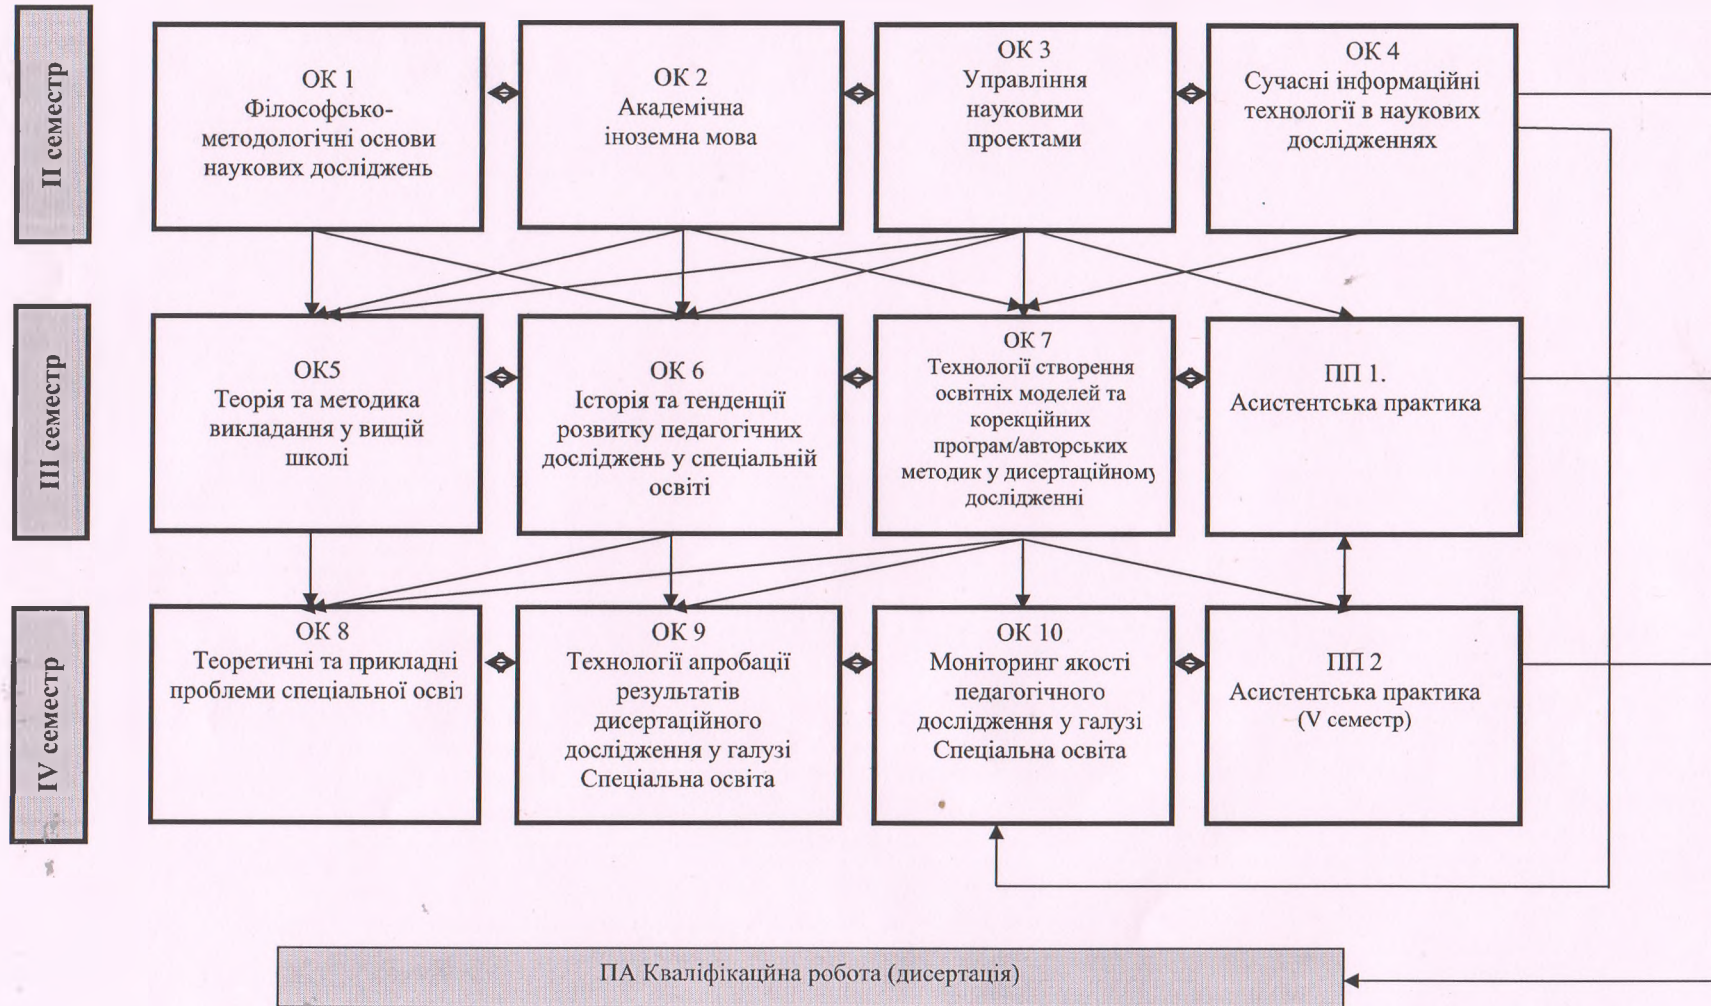 II семестр
ОК 1
Філософсько-
методологічні основи
наукових досліджень
ОК 2
Академічна
іноземна мова
ОК 3
Управління
науковими
проектами
ОК 4
Сучасні інформаційні
технології в наукових
дослідженнях
III семестр
ОК5
Теорія та методика
викладання у вищій
школі
ОК 6
Історія та тенденції
розвитку педагогічних
досліджень у спеціальній
освіті
ОК 7
Технології створення
освітніх моделей та
корекційних
програм/авторських
методик у дисертаційному
дослідженні
ПП 1.
Асистентська практика
IV семестр
ОК 8
Теоретичні та прикладні
проблеми спеціальної освіт
ОК 9
Технології апробації
результатів
дисертаційного
дослідження у галузі
Спеціальна освіта
ОК 10
Моніторинг якості
педагогічного
дослідження у галузі
Спеціальна освіта
ПП 2
Асистентська практика
(V семестр)
ПА Кваліфікаційна робота (дисертація)